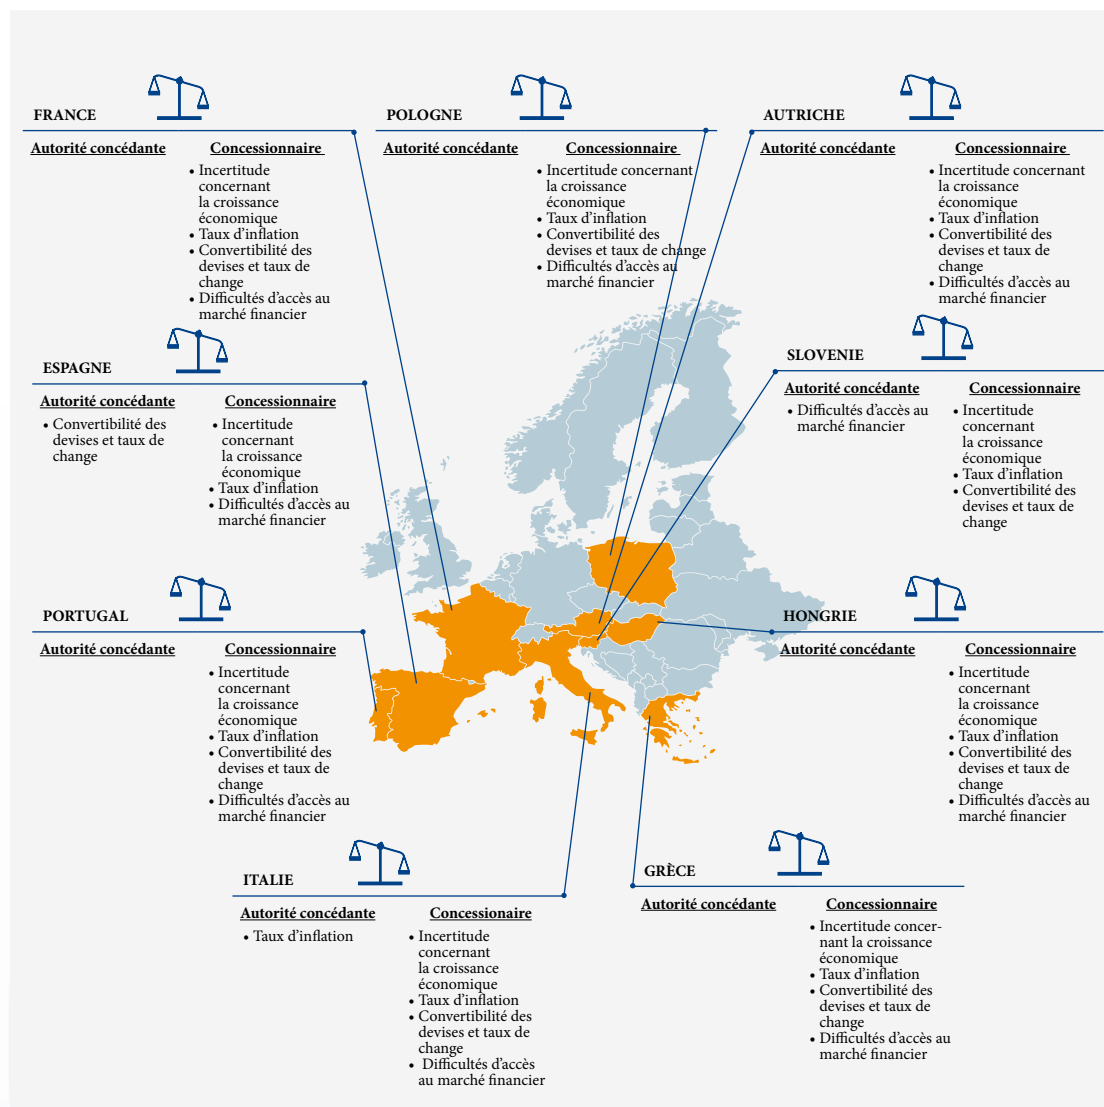 FRANCE
Autorité concédante
Concessionnaire
• Incertitude
concernant
la croissance
économique
• Taux d'inflation
• Convertibilité des
devises et taux de
change
• Difficultés d'accès au
marché financier
POLOGNE
Autorité concédante
Concessionnaire
• Incertitude concernant
la croissance
économique
• Taux d'inflation
• Convertibilité des
devises et taux de change
• Difficultés d'accès au
marché financier
AUTRICHE
Autorité concédante
Concessionnaire
• Incertitude concernant
la croissance
économique
• Taux d'inflation
• Convertibilité des
devises et taux de
change
• Difficultés d'accès au
marché financier
ESPAGNE
Autorité concédante
• Convertibilité des
devises et taux de
change
Concessionnaire
• Incertitude
concernant
la croissance
économique
• Taux d'inflation
• Difficultés d'accès au
marché financier
SLOVENIE
Autorité concédante
• Difficultés d'accès au
marché financier
Concessionnaire
• Incertitude
concernant
la croissance
économique
• Taux d'inflation
• Convertibilité des
devises et taux de
change
PORTUGAL
Autorité concédante
Concessionnaire
• Incertitude
concernant
la croissance
économique
• Taux d'inflation
• Convertibilité des
devises et taux de
change
• Difficultés d'accès au
marché financier
HONGRIE
Autorité concédante
Concessionnaire
• Incertitude
concernant
la croissance
économique
• Taux d'inflation
• Convertibilité des
devises et taux de
change
• Difficultés d'accès au
marché financier
ITALIE
Autorité concédante
• Taux d'inflation
Concessionaire
• Incertitude
concernant
la croissance
économique
• Taux d'inflation
• Convertibilité des
devises et taux de
change
• Difficultés d'accès
au marché financier
GRÈCE
Autorité concédante
Concessionnaire
• Incertitude concer-
nant la croissance
économique
• Taux d'inflation
• Convertibilité des
devises et taux de
change
• Difficultés d'accès au
marché financier